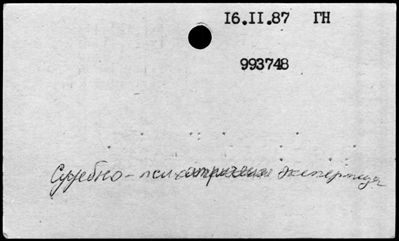 16.II.87 ГН
993748
Судебно-психиатрическая экспертиза